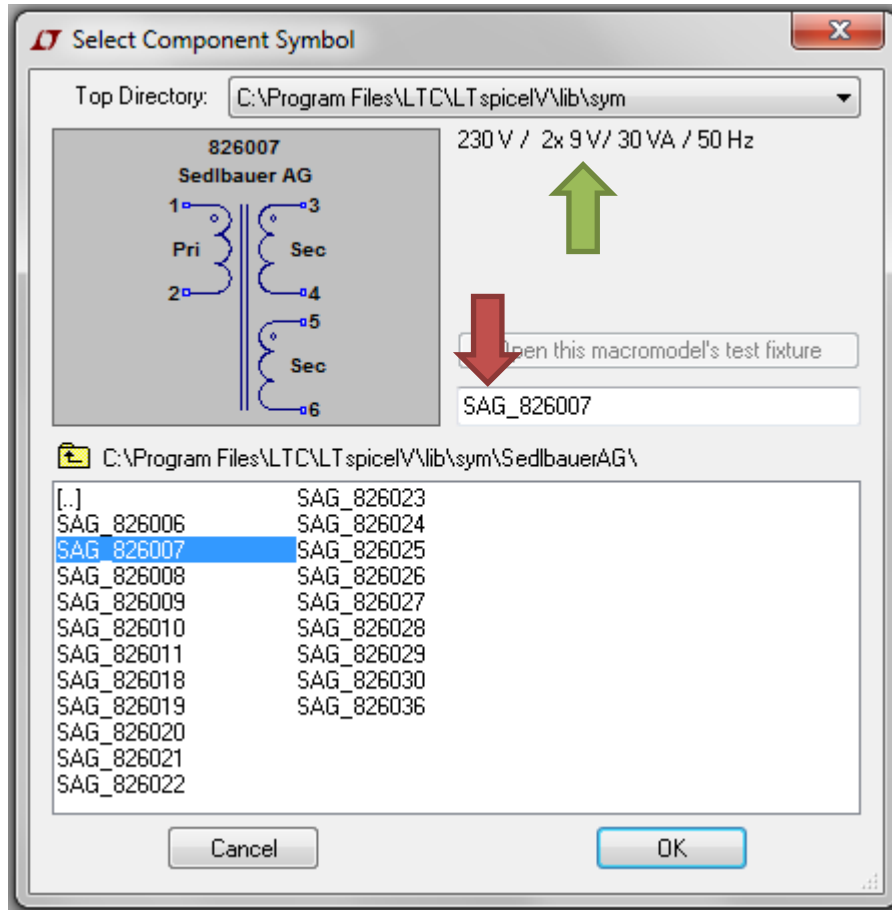 Select Component Symbol
Top Directory: C:\Program Files\LTC\LTspiceIV\lib\sym
230 V / 2x 9 V/ 30 VA / 50 Hz
826007
Sedlbauer AG
1 3
Pri Sec
2 4
5
Sec
6
this macromodel's test fixture
SAG_826007
C:\Program Files\LTC\LTspiceIV\lib\sym\SedlbauerAG\
[..] SAG_826023
SAG_826006 SAG_826024
SAG_826007 SAG_826025
SAG_826008 SAG_826026
SAG_826009 SAG_826027
SAG_826010 SAG_826028
SAG_826011 SAG_826029
SAG_826018 SAG_826030
SAG_826019 SAG_826036
SAG_826020
SAG_826021
SAG_826022
Cancel OK